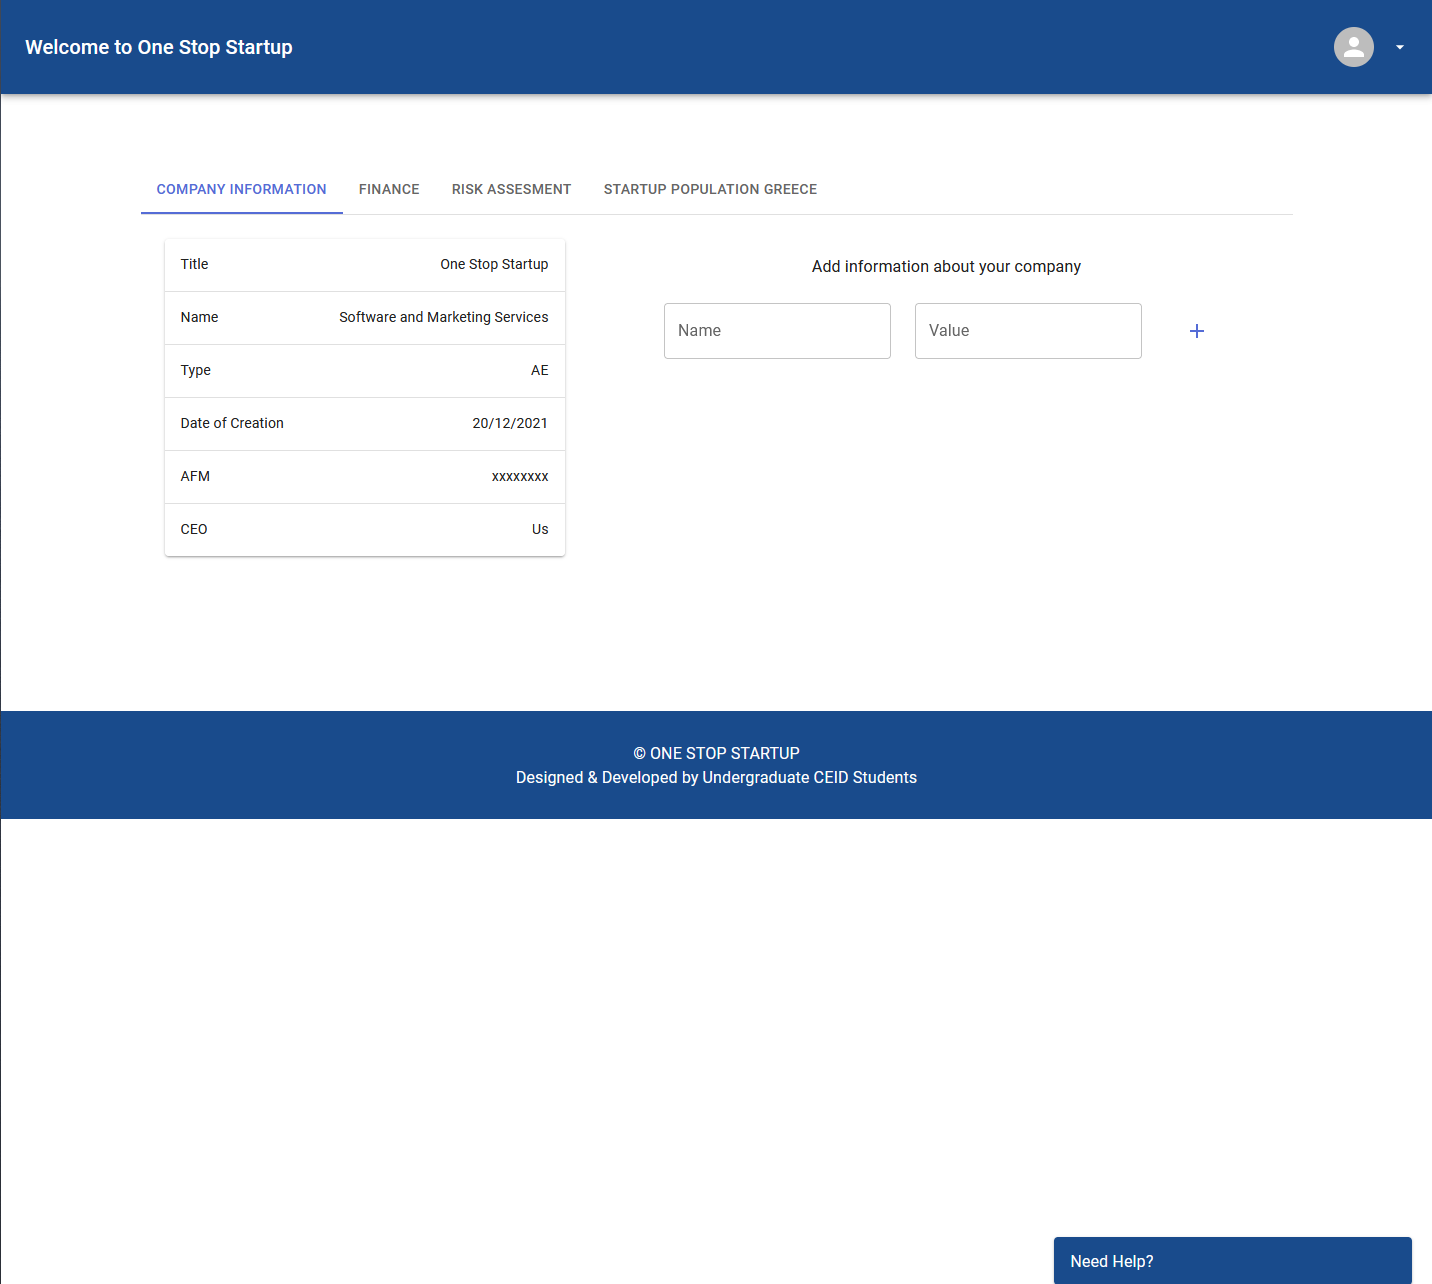 Welcome to One Stop Startup
COMPANY INFORMATION FINANCE RISK ASSESMENT STARTUP POPULATION GREECE
Title One Stop Startup
Name Software and Marketing Services
Type AE
Date of Creation 20/12/2021
AFM xxxxxxxx
CEO Us
Add information about your company
Name Value
© ONE STOP STARTUP
Designed & Developed by Undergraduate CEID Students
Need Help?